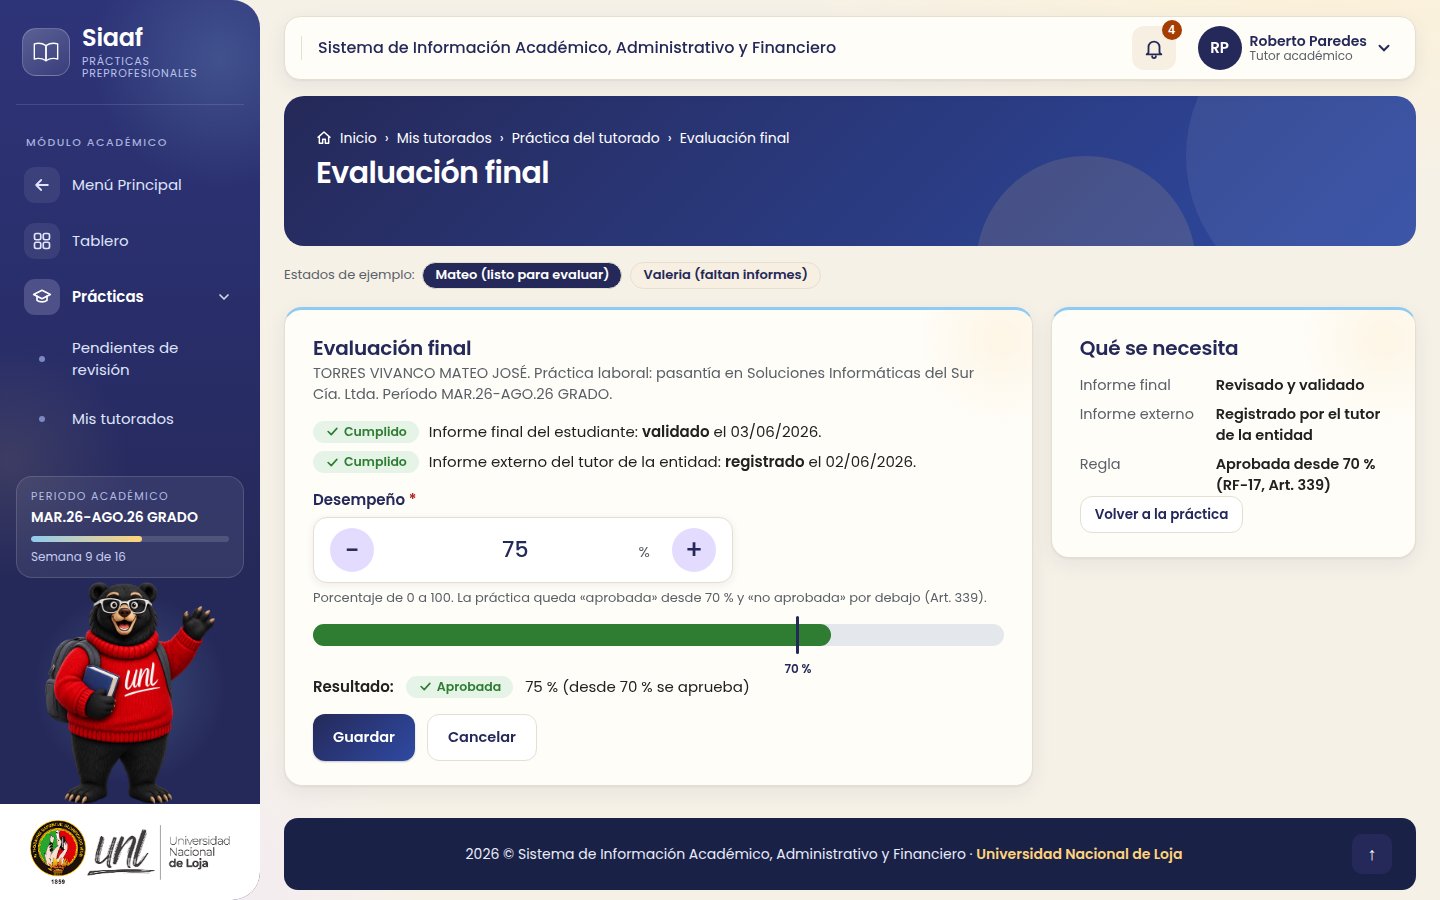 Siaaf
PRÁCTICAS
PREPROFESIONALES
MÓDULO ACADÉMICO
Menú Principal
Tablero
Prácticas
Pendientes de
revisión
Mis tutorados
PERIODO ACADÉMICO
MAR.26-AGO.26 GRADO
Semana 9 de 16
unl
1859
unl
Universidad
Nacional
de Loja
Sistema de Información Académico, Administrativo y Financiero
4
RP
Roberto Paredes
Tutor académico
Inicio › Mis tutorados › Práctica del tutorado › Evaluación final
Evaluación final
Estados de ejemplo: Mateo (listo para evaluar) Valeria (faltan informes)
Evaluación final
TORRES VIVANCO MATEO JOSÉ. Práctica laboral: pasantía en Soluciones Informáticas del Sur
Cía. Ltda. Período MAR.26-AGO.26 GRADO.
Cumplido Informe final del estudiante: validado el 03/06/2026.
Cumplido Informe externo del tutor de la entidad: registrado el 02/06/2026.
Desempeño *
− 75 % +
Porcentaje de 0 a 100. La práctica queda «aprobada» desde 70 % y «no aprobada» por debajo (Art. 339).
70 %
Resultado: Aprobada 75 % (desde 70 % se aprueba)
Guardar Cancelar
Qué se necesita
Informe final Revisado y validado
Informe externo Registrado por el tutor
de la entidad
Regla Aprobada desde 70 %
(RF-17, Art. 339)
Volver a la práctica
2026 © Sistema de Información Académico, Administrativo y Financiero · Universidad Nacional de Loja
↑